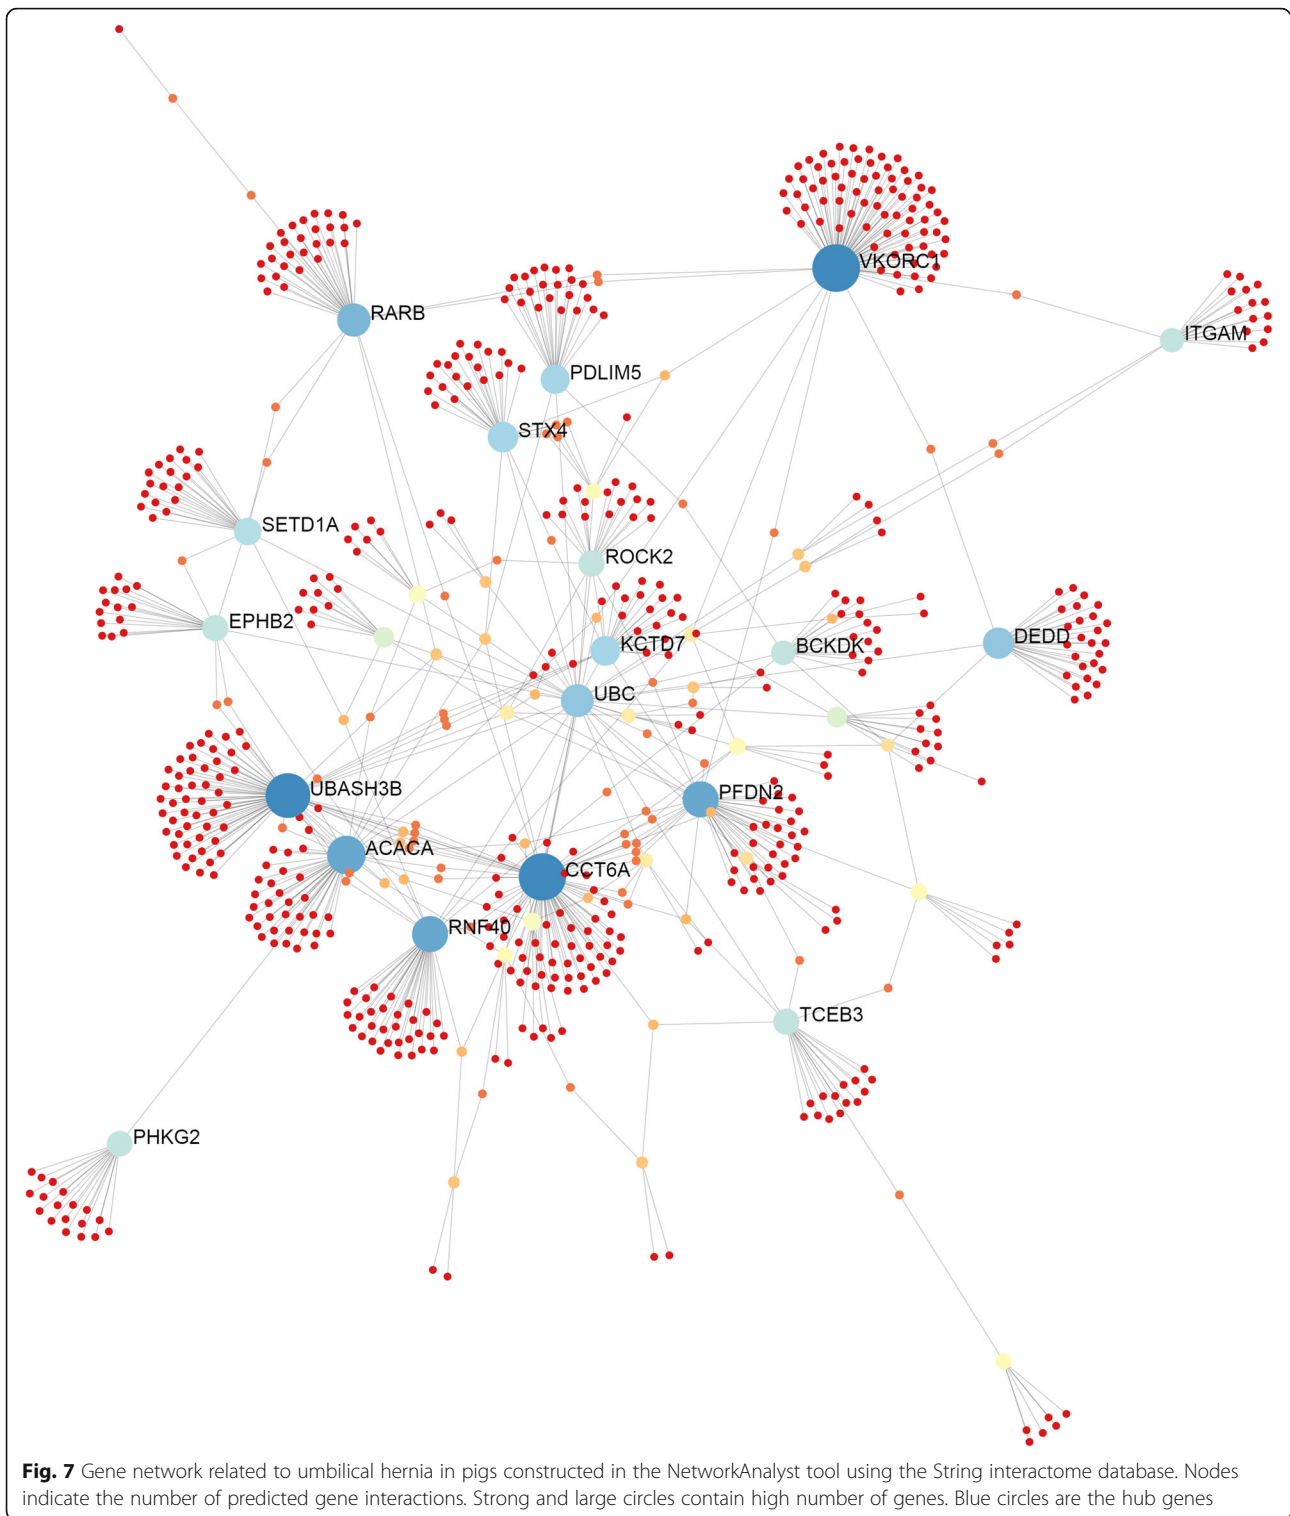 VKORC1
RARB
ITGAM
PDLIM5
STX4
SETD1A
ROCK2
EPHB2
KCTD7
BCKDK
DEDD
UBC
UBASH3B
PFDN2
ACACA
CCT6A
RNF40
TCEB3
PHKG2
Fig. 7 Gene network related to umbilical hernia in pigs constructed in the NetworkAnalyst tool using the String interactome database. Nodes
indicate the number of predicted gene interactions. Strong and large circles contain high number of genes. Blue circles are the hub genes